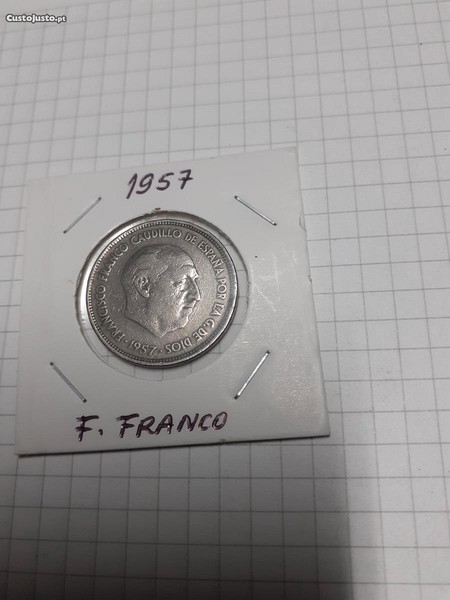 CustoJusto.pt
1957
FRANCISCO FRANCO CAUDILLO DE ESPAÑA POR LA G. DE DIOS · 1957 ·
F. FRANCO